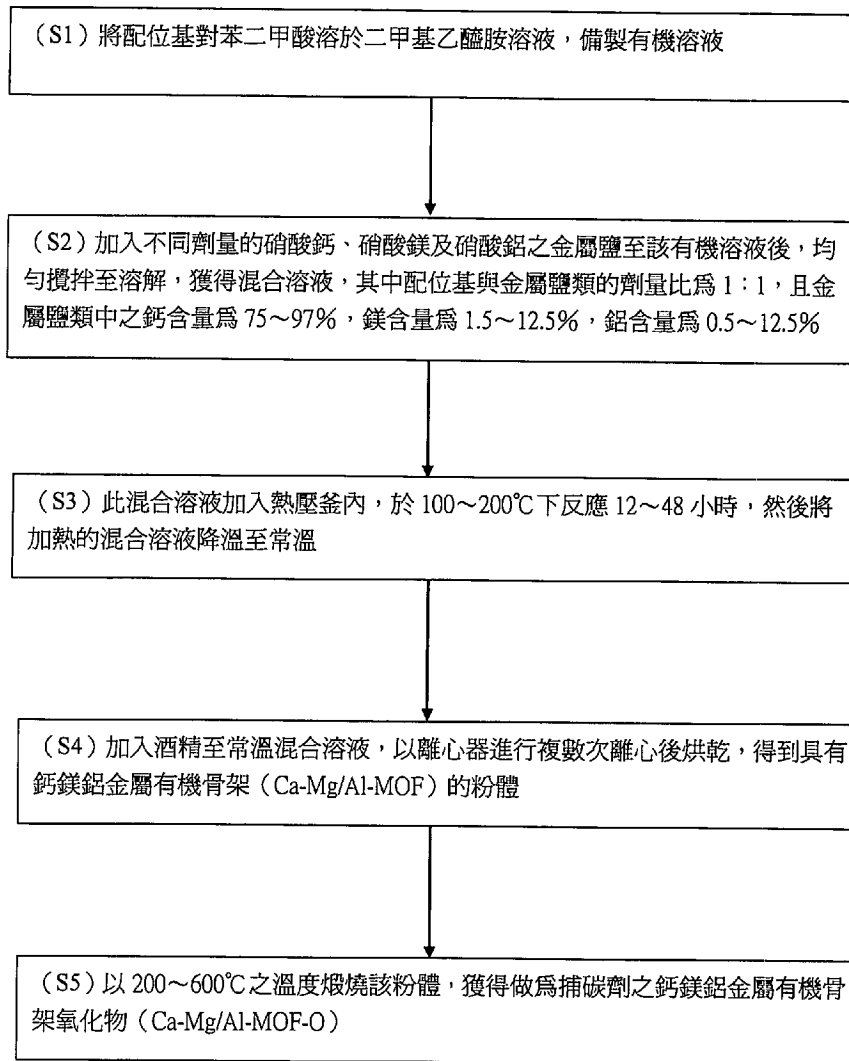 （S1）將配位基對苯二甲酸溶於二甲基乙醯胺溶液，備製有機溶液
（S2）加入不同劑量的硝酸鈣、硝酸鎂及硝酸鋁之金屬鹽至該有機溶液後，均
勻攪拌至溶解，獲得混合溶液，其中配位基與金屬鹽類的劑量比為 1：1，且金
屬鹽類中之鈣含量為 75～97%，鎂含量為 1.5～12.5%，鋁含量為 0.5～12.5%
（S3）此混合溶液加入熱壓釜內，於 100～200℃下反應 12～48 小時，然後將
加熱的混合溶液降溫至常溫
（S4）加入酒精至常溫混合溶液，以離心器進行複數次離心後烘乾，得到具有
鈣鎂鋁金屬有機骨架（Ca-Mg/Al-MOF）的粉體
（S5）以 200～600℃之溫度煅燒該粉體，獲得做為捕碳劑之鈣鎂鋁金屬有機骨
架氧化物（Ca-Mg/Al-MOF-O）